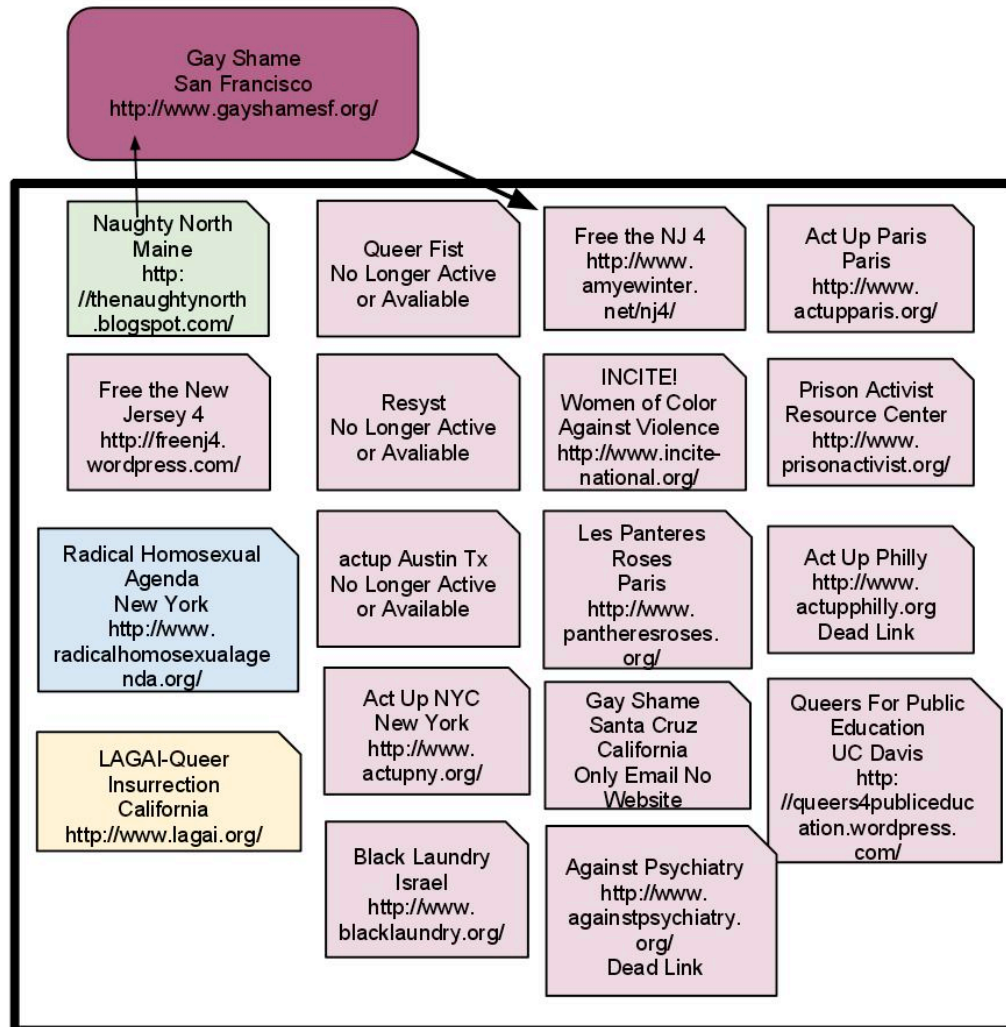 Gay Shame
San Francisco
http://www.gayshamesf.org/
Naughty North
Maine
http:
//thenaughtynorth
.blogspot.com/
Queer Fist
No Longer Active
or Avaliable
Free the NJ 4
http://www.
amyewinter.
net/nj4/
Act Up Paris
Paris
http://www.
actupparis.org/
Free the New
Jersey 4
http://freenj4.
wordpress.com/
Resyst
No Longer Active
or Avaliable
INCITE!
Women of Color
Against Violence
http://www.incite-
national.org/
Prison Activist
Resource Center
http://www.
prisonactivist.org/
Radical Homosexual
Agenda
New York
http://www.
radicalhomosexualage
nda.org/
actup Austin Tx
No Longer Active
or Available
Les Panteres
Roses
Paris
http://www.
pantheresroses.
org/
Act Up Philly
http://www.
actupphilly.org
Dead Link
LAGAI-Queer
Insurrection
California
http://www.lagai.org/
Act Up NYC
New York
http://www.
actupny.org/
Gay Shame
Santa Cruz
California
Only Email No
Website
Queers For Public
Education
UC Davis
http:
//queers4publiceduc
ation.wordpress.
com/
Black Laundry
Israel
http://www.
blacklaundry.org/
Against Psychiatry
http://www.
againstpsychiatry.
org/
Dead Link